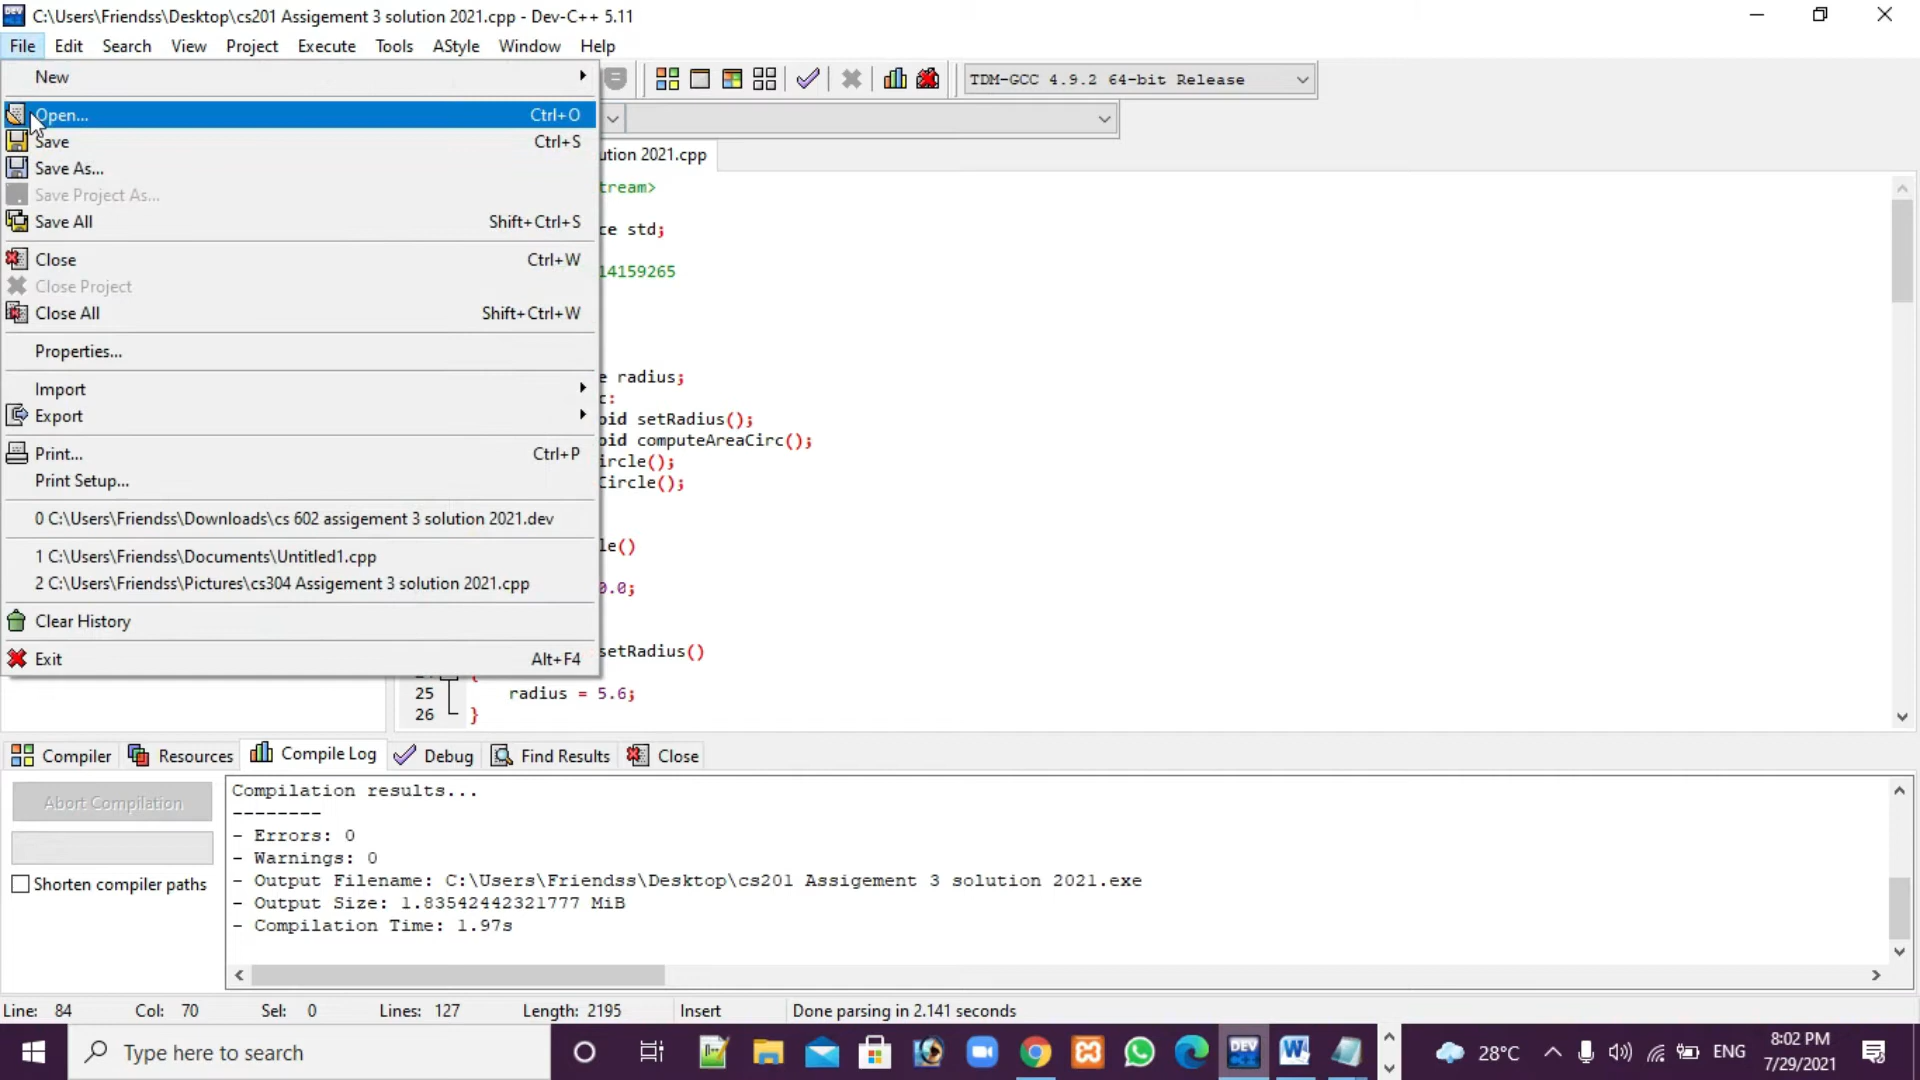 C:\Users\Friendss\Desktop\cs201 Assigement 3 solution 2021.cpp - Dev-C++ 5.11
File Edit Search View Project Execute Tools AStyle Window Help
New
TDM-GCC 4.9.2 64-bit Release
Open... Ctrl+O
Save Ctrl+S
Save As...
ution 2021.cpp
Save Project As...
tream>
Save All Shift+Ctrl+S
ce std;
Close Ctrl+W
14159265
Close Project
Close All Shift+Ctrl+W
Properties...
e radius;
Import
c:
Export
oid setRadius();
oid computeAreaCirc();
Print... Ctrl+P
ircle();
Print Setup...
Circle();
0 C:\Users\Friendss\Downloads\cs 602 assigement 3 solution 2021.dev
le()
1 C:\Users\Friendss\Documents\Untitled1.cpp
2 C:\Users\Friendss\Pictures\cs304 Assigement 3 solution 2021.cpp
0.0;
Clear History
setRadius()
Exit Alt+F4
{
25 radius = 5.6;
26 }
Compiler Resources Compile Log Debug Find Results Close
Abort Compilation
Shorten compiler paths
Compilation results...
--------
- Errors: 0
- Warnings: 0
- Output Filename: C:\Users\Friendss\Desktop\cs201 Assigement 3 solution 2021.exe
- Output Size: 1.83542442321777 MiB
- Compilation Time: 1.97s
Line: 84 Col: 70 Sel: 0 Lines: 127 Length: 2195 Insert Done parsing in 2.141 seconds
Type here to search
DEV
28°C
ENG
8:02 PM
7/29/2021